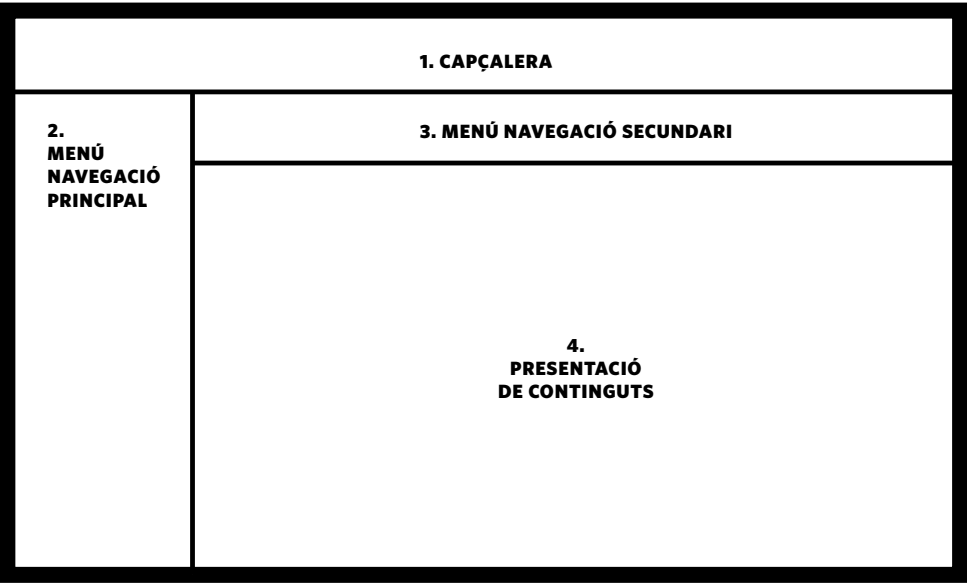 1. CAPÇALERA
2.
MENÚ
NAVEGACIÓ
PRINCIPAL
3. MENÚ NAVEGACIÓ SECUNDARI
4.
PRESENTACIÓ
DE CONTINGUTS